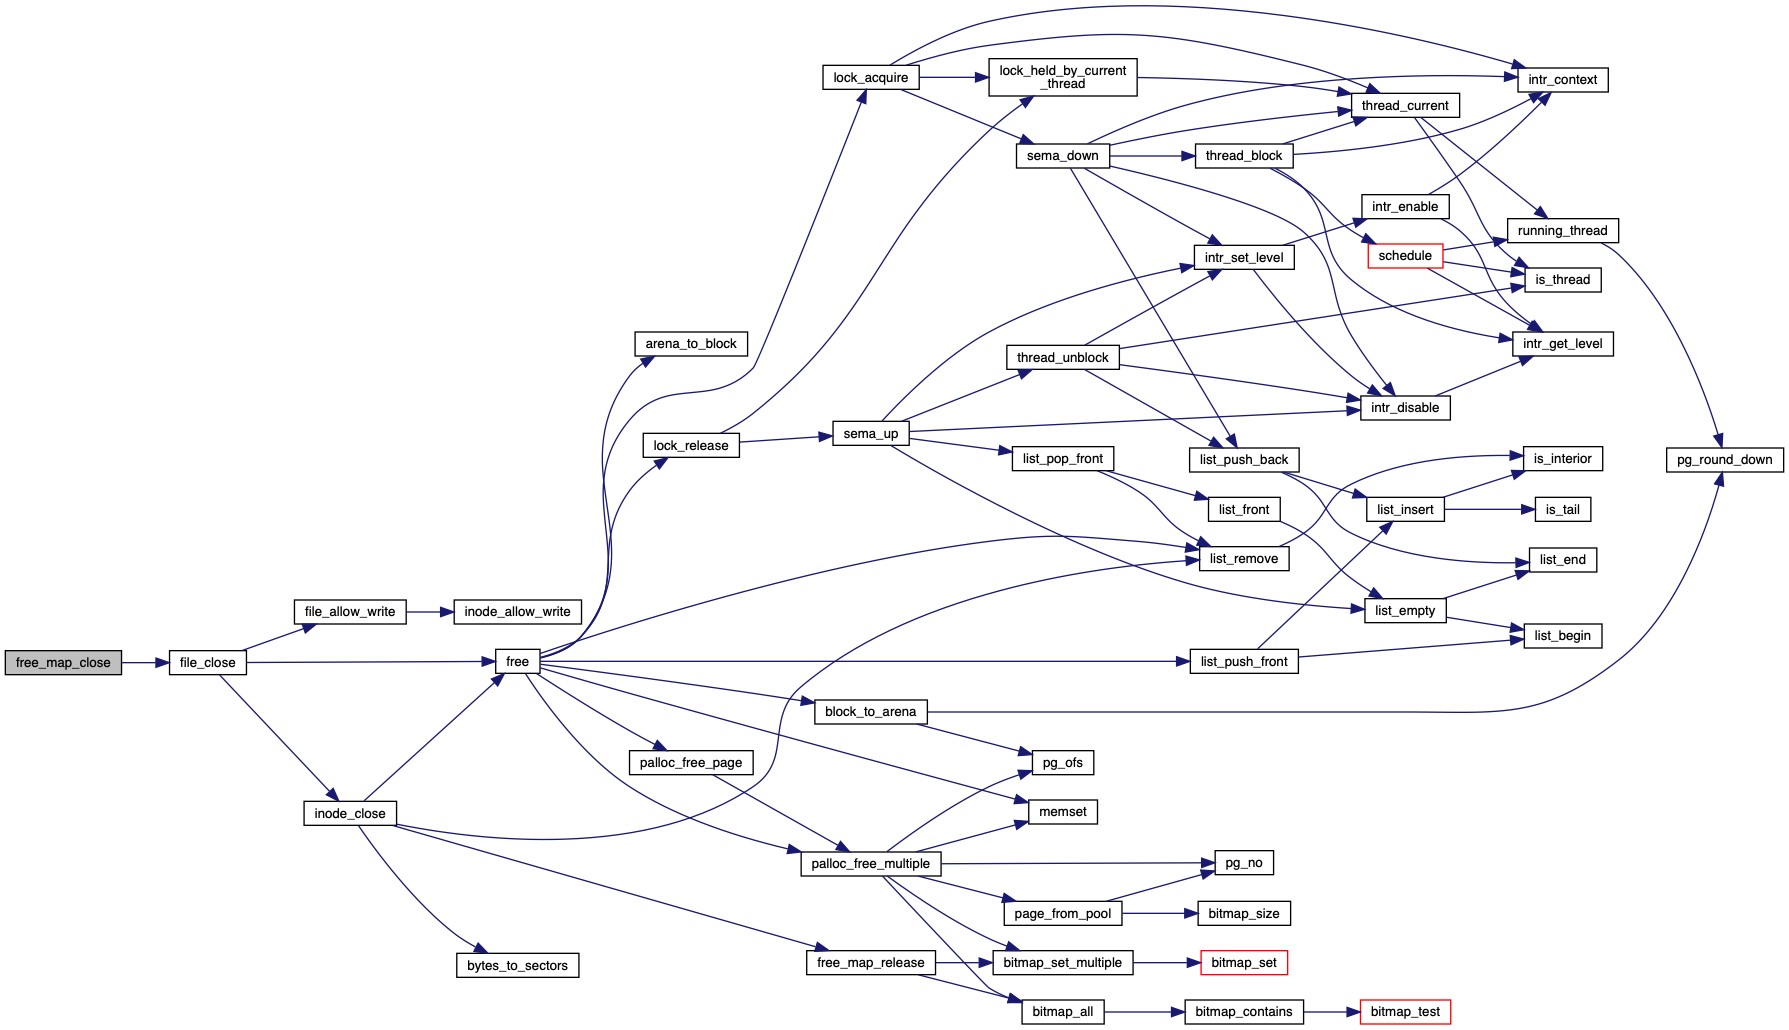 free_map_close
file_close
file_allow_write
inode_allow_write
inode_close
bytes_to_sectors
free
arena_to_block
lock_release
palloc_free_page
lock_acquire
sema_up
block_to_arena
palloc_free_multiple
free_map_release
lock_held_by_current
_thread
sema_down
thread_unblock
list_pop_front
pg_ofs
memset
page_from_pool
bitmap_set_multiple
bitmap_all
thread_block
intr_set_level
list_push_back
list_front
list_remove
list_push_front
pg_no
bitmap_size
bitmap_set
bitmap_contains
thread_current
intr_enable
schedule
intr_disable
list_insert
list_empty
bitmap_test
intr_context
running_thread
is_thread
intr_get_level
is_interior
is_tail
list_end
list_begin
pg_round_down